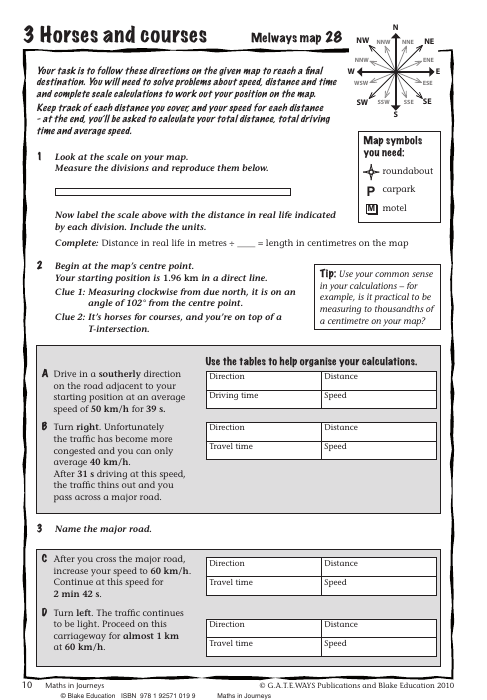 3 Horses and courses
Melways map 28
N
NNW
NNE
NW
NE
NNW
ENE
W
E
WSW
ESE
SW
SSW
SSE
SE
S
Your task is to follow these directions on the given map to reach a final
destination. You will need to solve problems about speed, distance and time
and complete scale calculations to work out your position on the map.
Keep track of each distance you cover, and your speed for each distance
– at the end, you'll be asked to calculate your total distance, total driving
time and average speed.
Map symbols
you need:
roundabout
P carpark
M motel
1 Look at the scale on your map.
Measure the divisions and reproduce them below.
Now label the scale above with the distance in real life indicated
by each division. Include the units.
Complete: Distance in real life in metres ÷ ____ = length in centimetres on the map
2 Begin at the map's centre point.
Your starting position is 1.96 km in a direct line.
Clue 1: Measuring clockwise from due north, it is on an
angle of 102° from the centre point.
Clue 2: It's horses for courses, and you're on top of a
T-intersection.
Tip: Use your common sense
in your calculations – for
example, is it practical to be
measuring to thousandths of
a centimetre on your map?
Use the tables to help organise your calculations.
A Drive in a southerly direction
on the road adjacent to your
starting position at an average
speed of 50 km/h for 39 s.
Direction Distance
Driving time Speed
B Turn right. Unfortunately
the traffic has become more
congested and you can only
average 40 km/h.
After 31 s driving at this speed,
the traffic thins out and you
pass across a major road.
Direction Distance
Travel time Speed
3 Name the major road.
C After you cross the major road,
increase your speed to 60 km/h.
Continue at this speed for
2 min 42 s.
Direction Distance
Travel time Speed
D Turn left. The traffic continues
to be light. Proceed on this
carriageway for almost 1 km
at 60 km/h.
Direction Distance
Travel time Speed
10 Maths in Journeys
© G.A.T.E.WAYS Publications and Blake Education 2010
© Blake Education ISBN 978 1 92571 019 9 Maths in Journeys